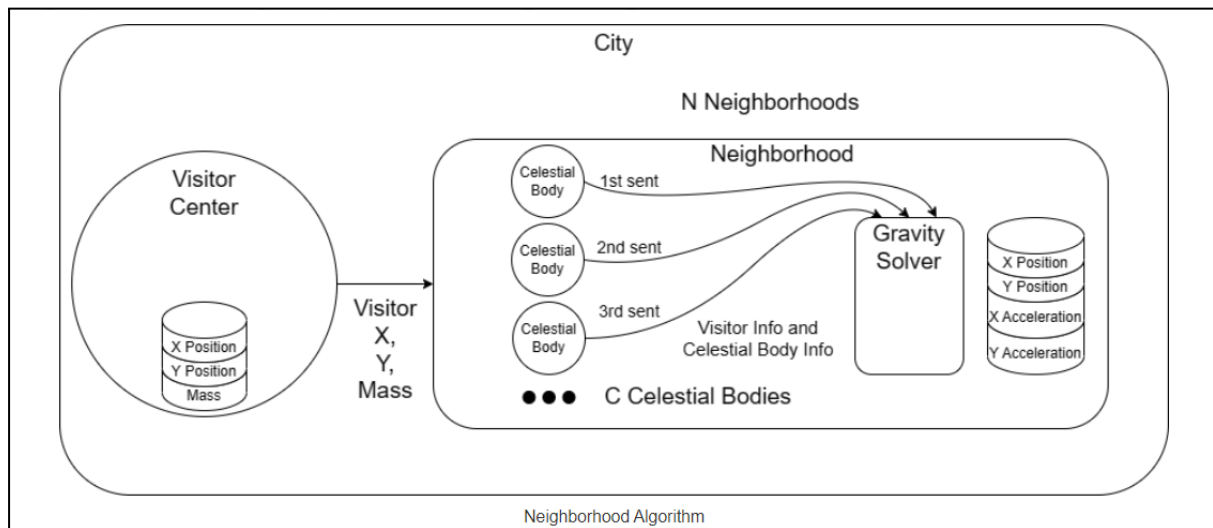 City
N Neighborhoods
Neighborhood
Visitor
Center
X Position
Y Position
Mass
Visitor
X,
Y,
Mass
Celestial
Body
1st sent
Celestial
Body
2nd sent
Celestial
Body
3rd sent
Gravity
Solver
Visitor Info and
Celestial Body Info
X Position
Y Position
X Acceleration
Y Acceleration
C Celestial Bodies
Neighborhood Algorithm